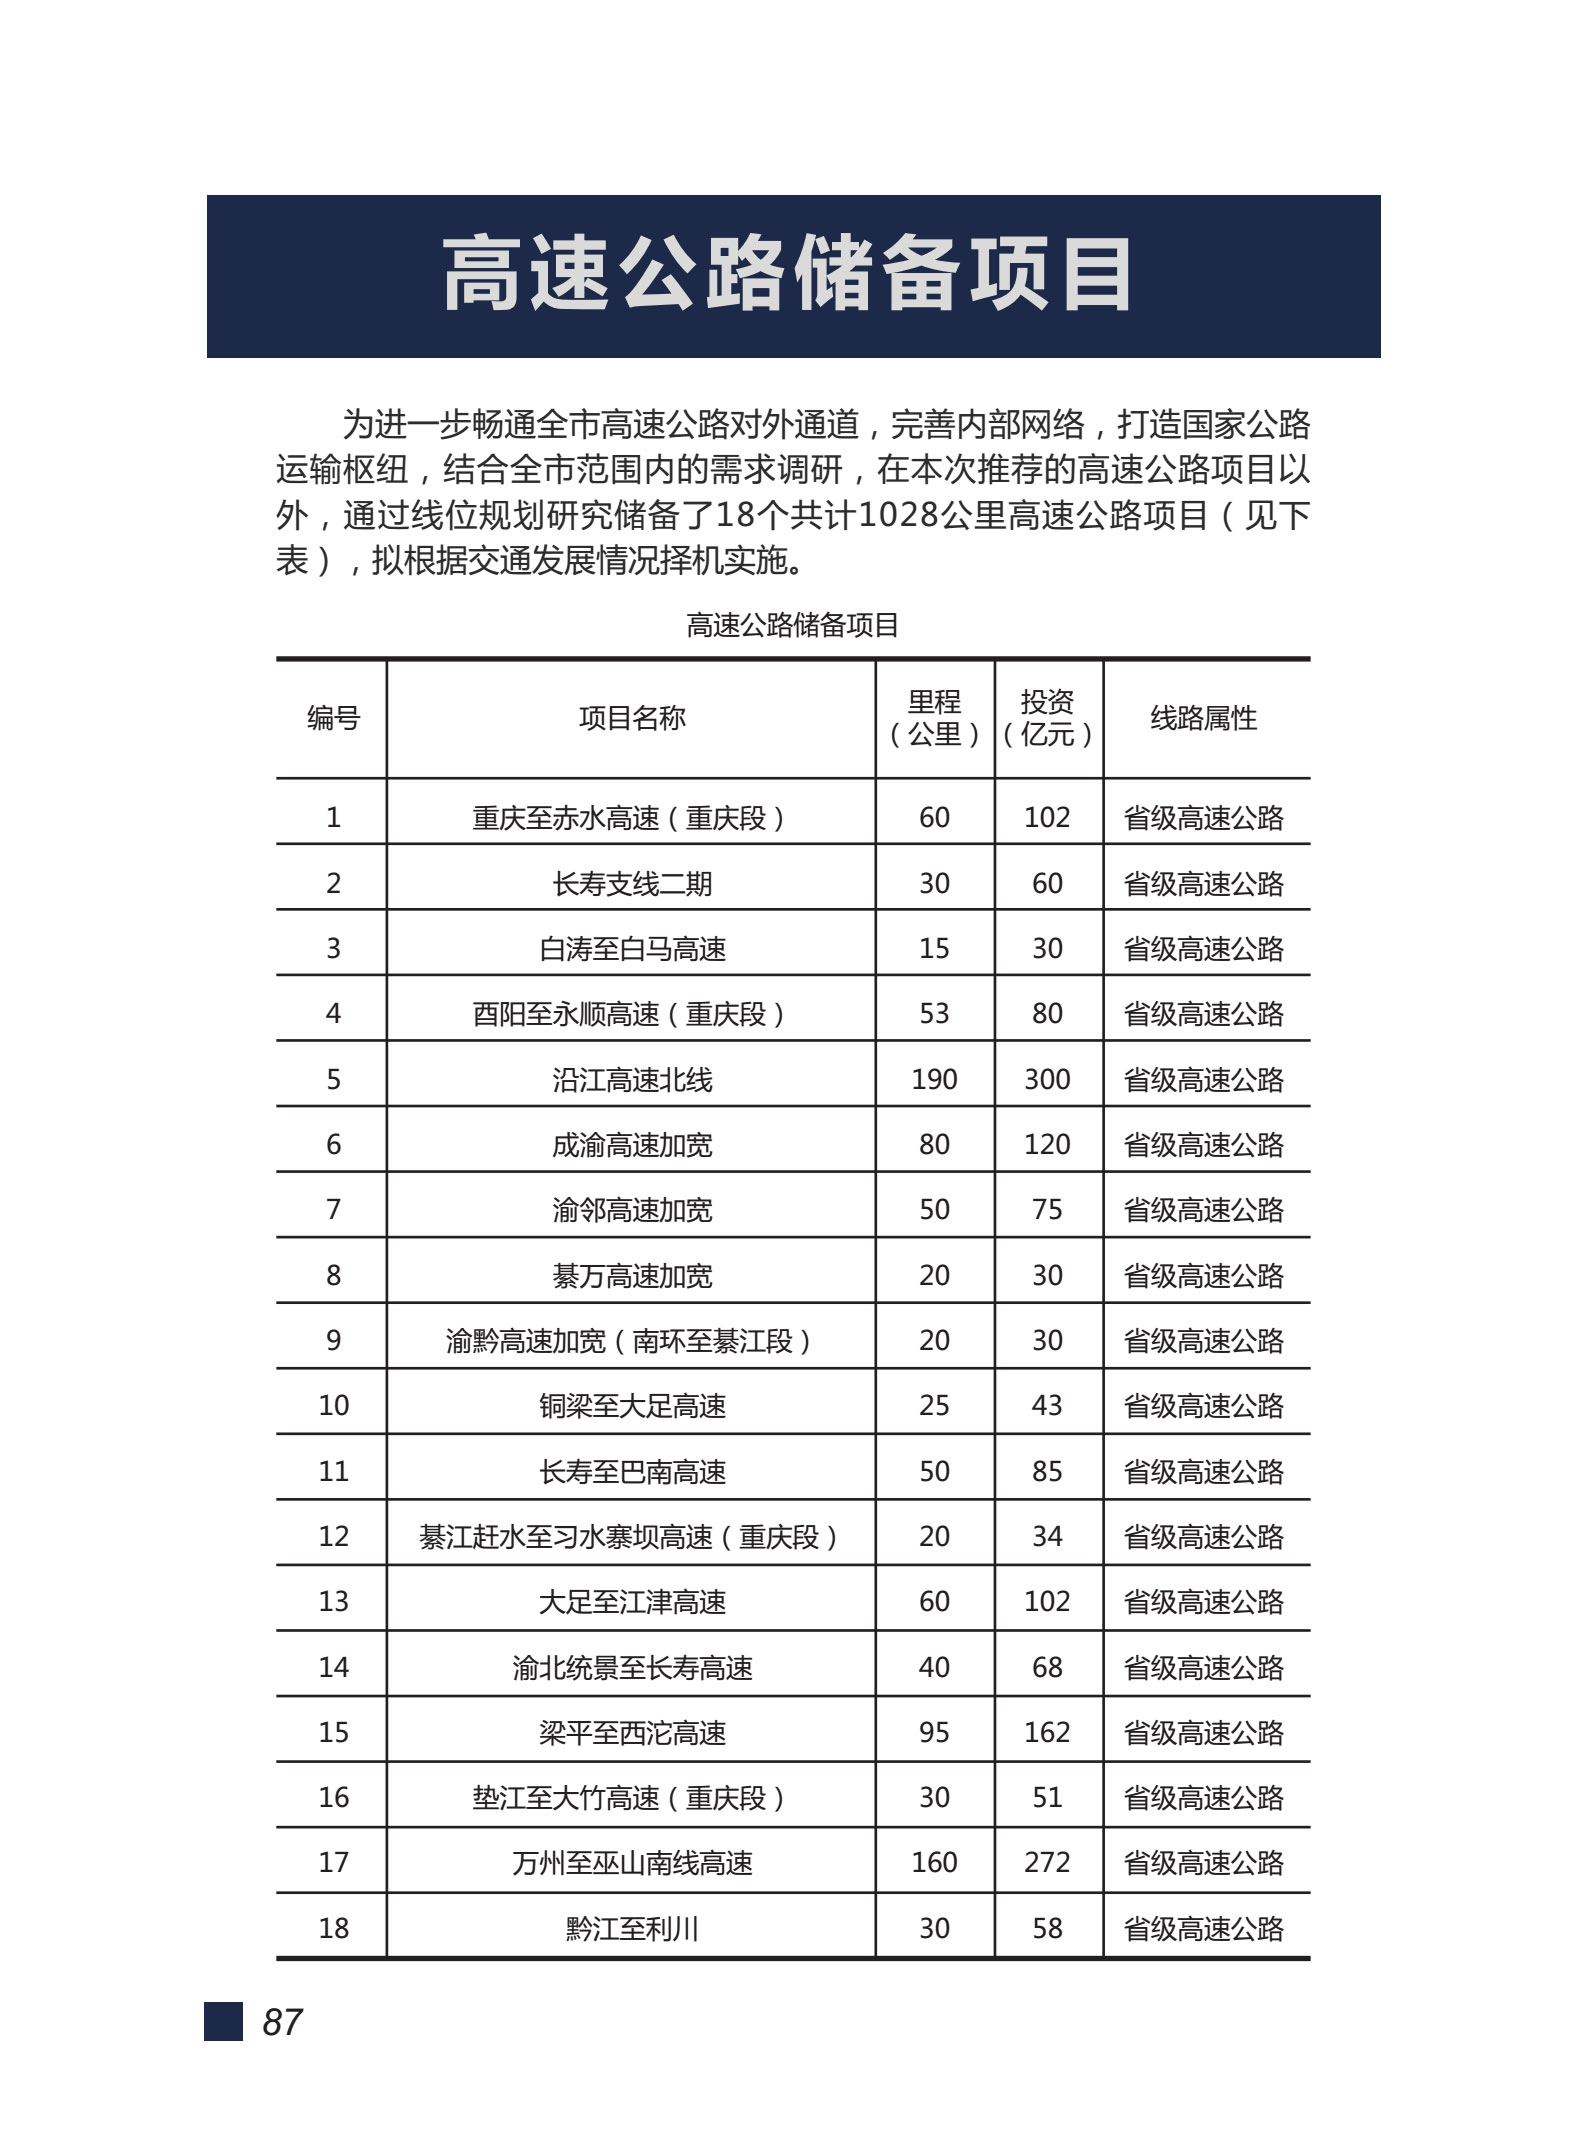 高速公路储备项目
为进一步畅通全市高速公路对外通道，完善内部网络，打造国家公路
运输枢纽，结合全市范围内的需求调研，在本次推荐的高速公路项目以
外，通过线位规划研究储备了18个共计1028公里高速公路项目（见下
表），拟根据交通发展情况择机实施。
高速公路储备项目
编号 项目名称 里程（公里） 投资（亿元） 线路属性
1 重庆至赤水高速（重庆段） 60 102 省级高速公路
2 长寿支线二期 30 60 省级高速公路
3 白涛至白马高速 15 30 省级高速公路
4 酉阳至永顺高速（重庆段） 53 80 省级高速公路
5 沿江高速北线 190 300 省级高速公路
6 成渝高速加宽 80 120 省级高速公路
7 渝邻高速加宽 50 75 省级高速公路
8 綦万高速加宽 20 30 省级高速公路
9 渝黔高速加宽（南环至綦江段） 20 30 省级高速公路
10 铜梁至大足高速 25 43 省级高速公路
11 长寿至巴南高速 50 85 省级高速公路
12 綦江赶水至习水寨坝高速（重庆段） 20 34 省级高速公路
13 大足至江津高速 60 102 省级高速公路
14 渝北统景至长寿高速 40 68 省级高速公路
15 梁平至西沱高速 95 162 省级高速公路
16 垫江至大竹高速（重庆段） 30 51 省级高速公路
17 万州至巫山南线高速 160 272 省级高速公路
18 黔江至利川 30 58 省级高速公路
87